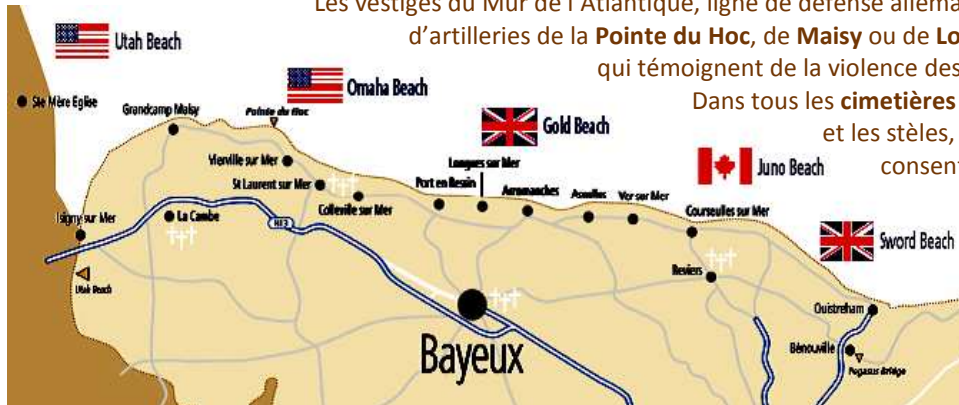 Les vestiges du Mur de l'Atlantique, ligne de défense allema
d'artilleries de la Pointe du Hoc, de Maisy ou de Lo
qui témoignent de la violence des
Dans tous les cimetières
et les stèles,
consent
Utah Beach
Omaha Beach
Gold Beach
Juno Beach
Sword Beach
Ste Mère Eglise
Grandcamp Maisy
Pointe du Hoc
Vierville sur Mer
St Laurent sur Mer
Colleville sur Mer
Longues sur Mer
Port en Bessin
Arromanches
Asnelles
Ver sur Mer
Courseulles sur Mer
Isigny sur Mer
La Cambe
N13
Utah Beach
Reviers
Bayeux
Ouistreham
Bénouville
Pegasus Bridge